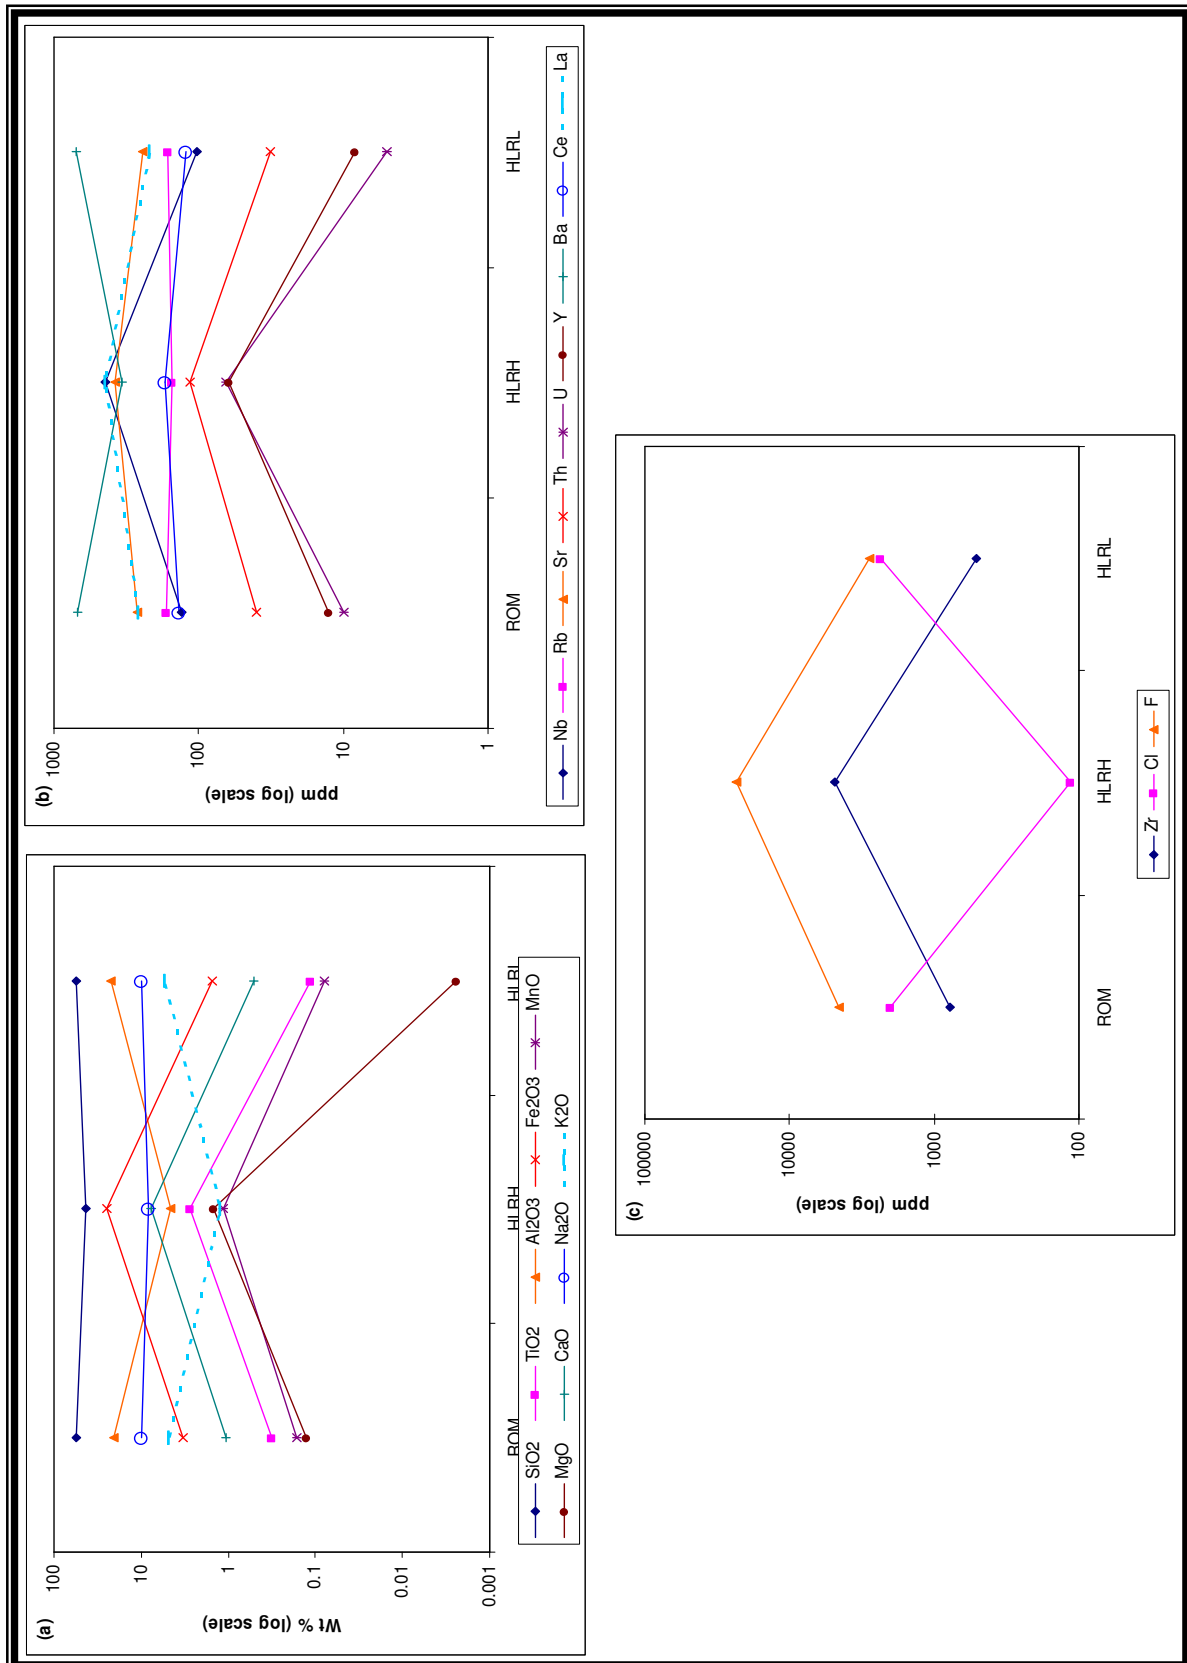 (a)
Wt % (log scale)
100
10
1
0.1
0.01
0.001
ROM HLRH HLRL
SiO2 TiO2 Al2O3 Fe2O3 MnO
MgO CaO Na2O K2O
(b)
ppm (log scale)
1000
100
10
1
ROM HLRH HLRL
Nb Rb Sr Th U Y Ba Ce La
(c)
ppm (log scale)
100000
10000
1000
100
ROM HLRH HLRL
Zr Cl F